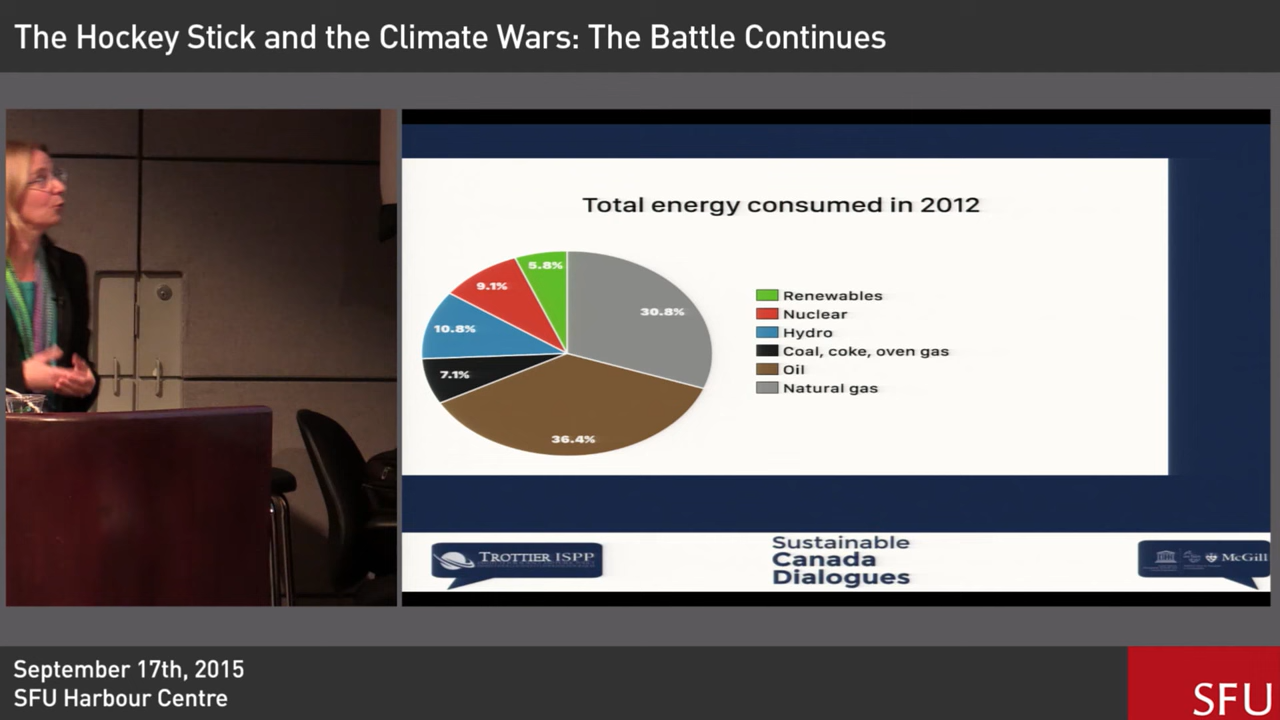 The Hockey Stick and the Climate Wars: The Battle Continues
Total energy consumed in 2012
5.8%
9.1%
30.8%
10.8%
7.1%
36.4%
Renewables
Nuclear
Hydro
Coal, coke, oven gas
Oil
Natural gas
TROTTIER ISPP
Sustainable
Canada
Dialogues
McGill
September 17th, 2015
SFU Harbour Centre
SFU